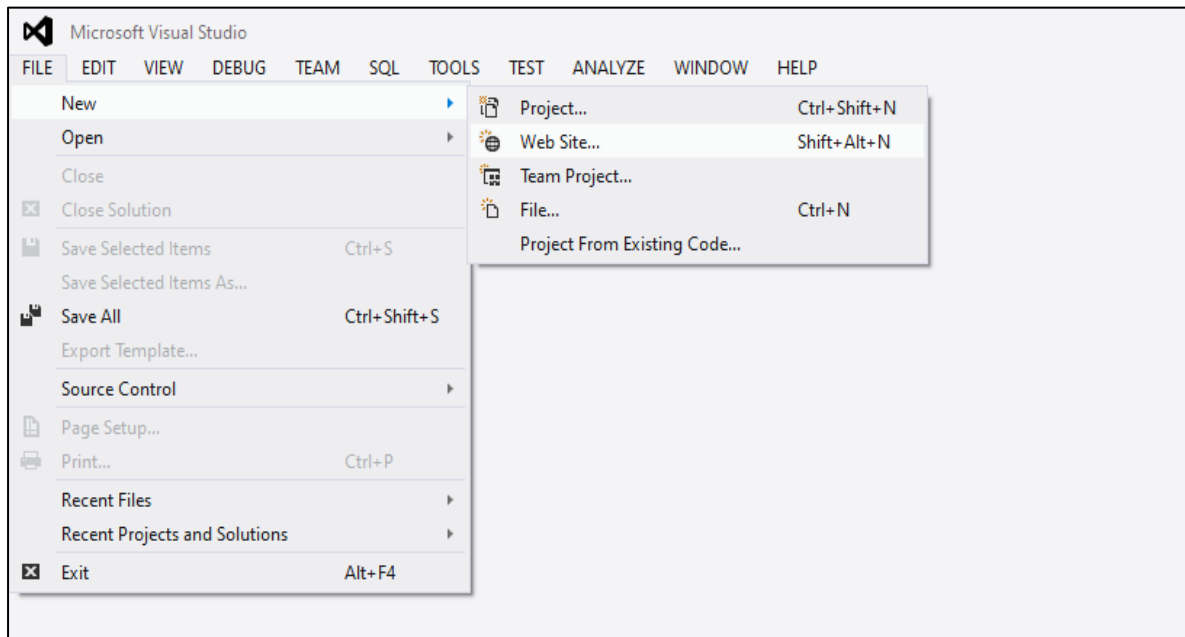 Microsoft Visual Studio
FILE EDIT VIEW DEBUG TEAM SQL TOOLS TEST ANALYZE WINDOW HELP
New
Open
Close
Close Solution
Save Selected Items Ctrl+S
Save Selected Items As...
Save All Ctrl+Shift+S
Export Template...
Source Control
Page Setup...
Print... Ctrl+P
Recent Files
Recent Projects and Solutions
Exit Alt+F4
Project... Ctrl+Shift+N
Web Site... Shift+Alt+N
Team Project...
File... Ctrl+N
Project From Existing Code...